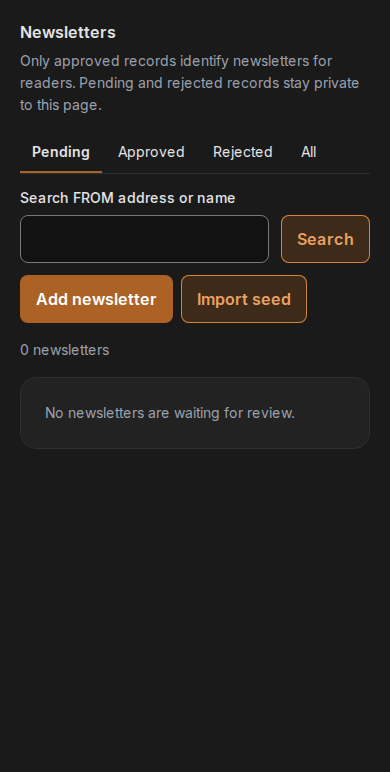 Newsletters
Only approved records identify newsletters for
readers. Pending and rejected records stay private
to this page.
Pending Approved Rejected All
Search FROM address or name
Search
Add newsletter Import seed
0 newsletters
No newsletters are waiting for review.